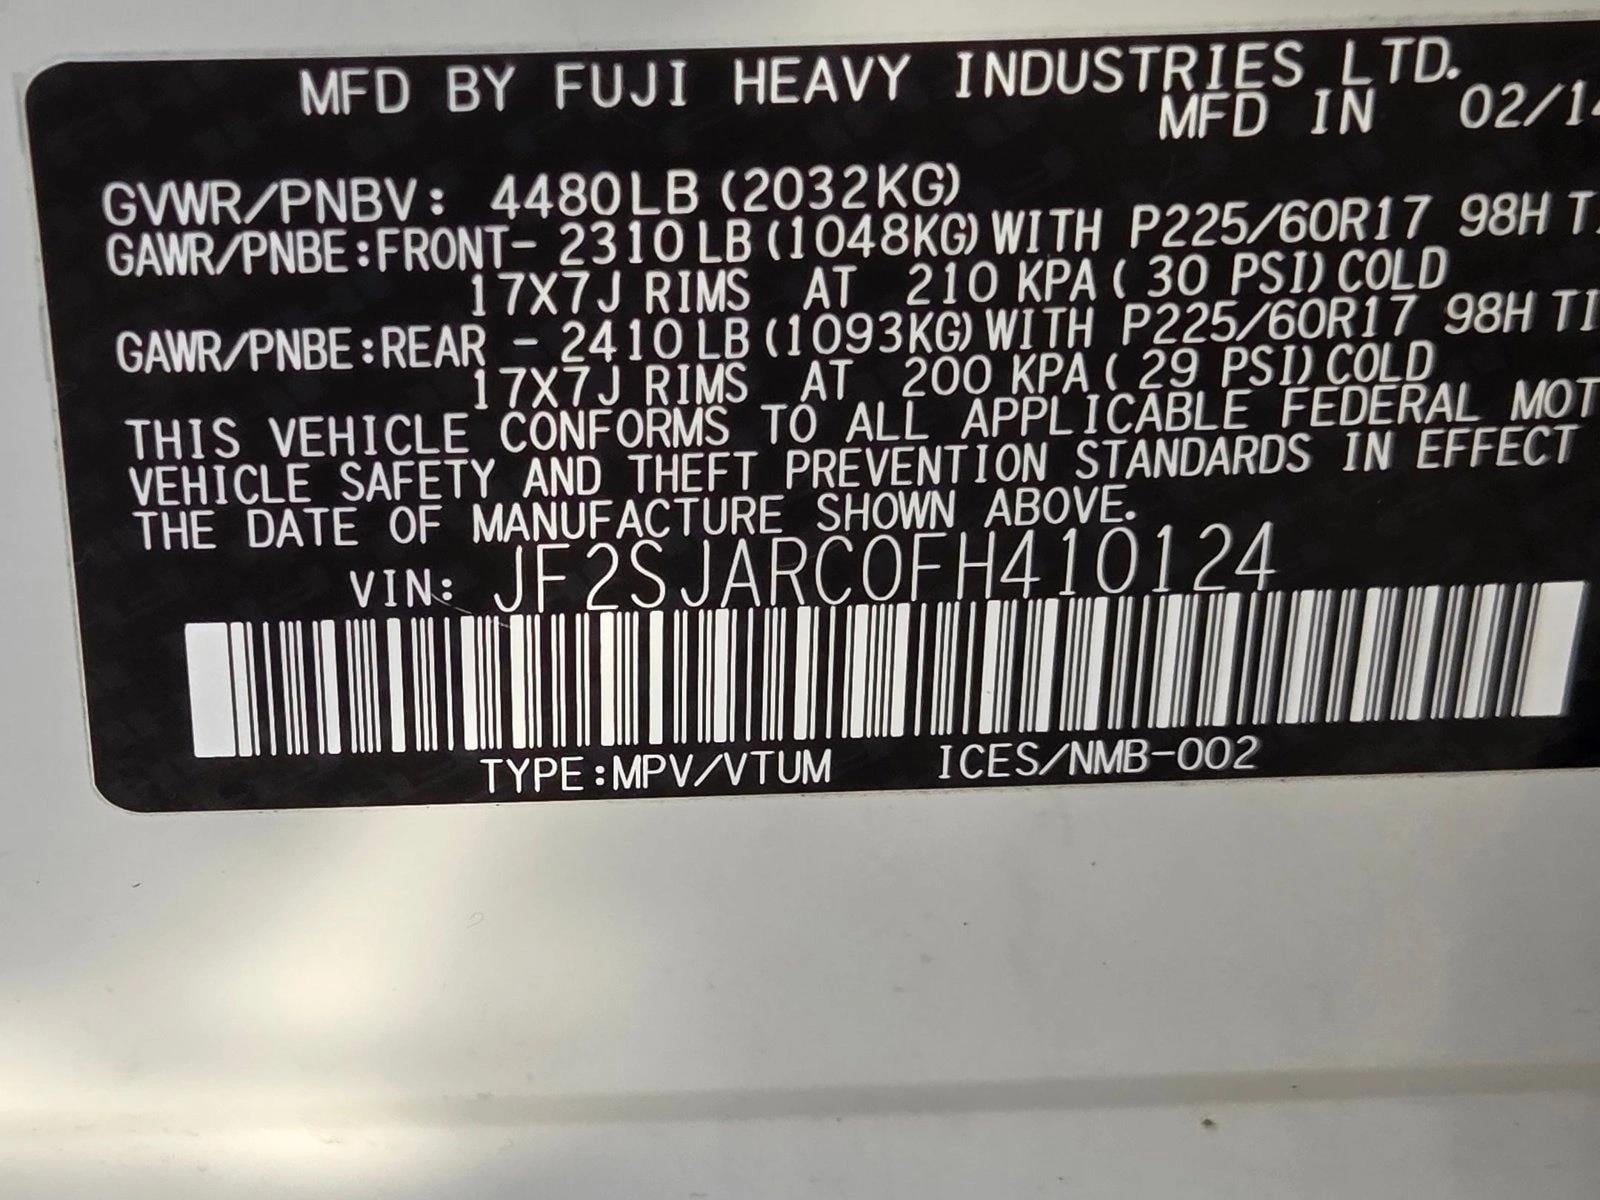 MFD BY FUJI HEAVY INDUSTRIES LTD.
MFD IN 02/14
GVWR/PNBV: 4480LB (2032KG)
GAWR/PNBE:FRONT- 2310LB (1048KG) WITH P225/60R17 98H
17X7J RIMS AT 210 KPA ( 30 PSI) COLD
GAWR/PNBE:REAR - 2410LB (1093KG) WITH P225/60R17 98H
17X7J RIMS AT 200 KPA ( 29 PSI) COLD
THIS VEHICLE CONFORMS TO ALL APPLICABLE FEDERAL MOT
VEHICLE SAFETY AND THEFT PREVENTION STANDARDS IN EFFECT
THE DATE OF MANUFACTURE SHOWN ABOVE.
VIN: JF2SJARC0FH410124
TYPE:MPV/VTUM ICES/NMB-002